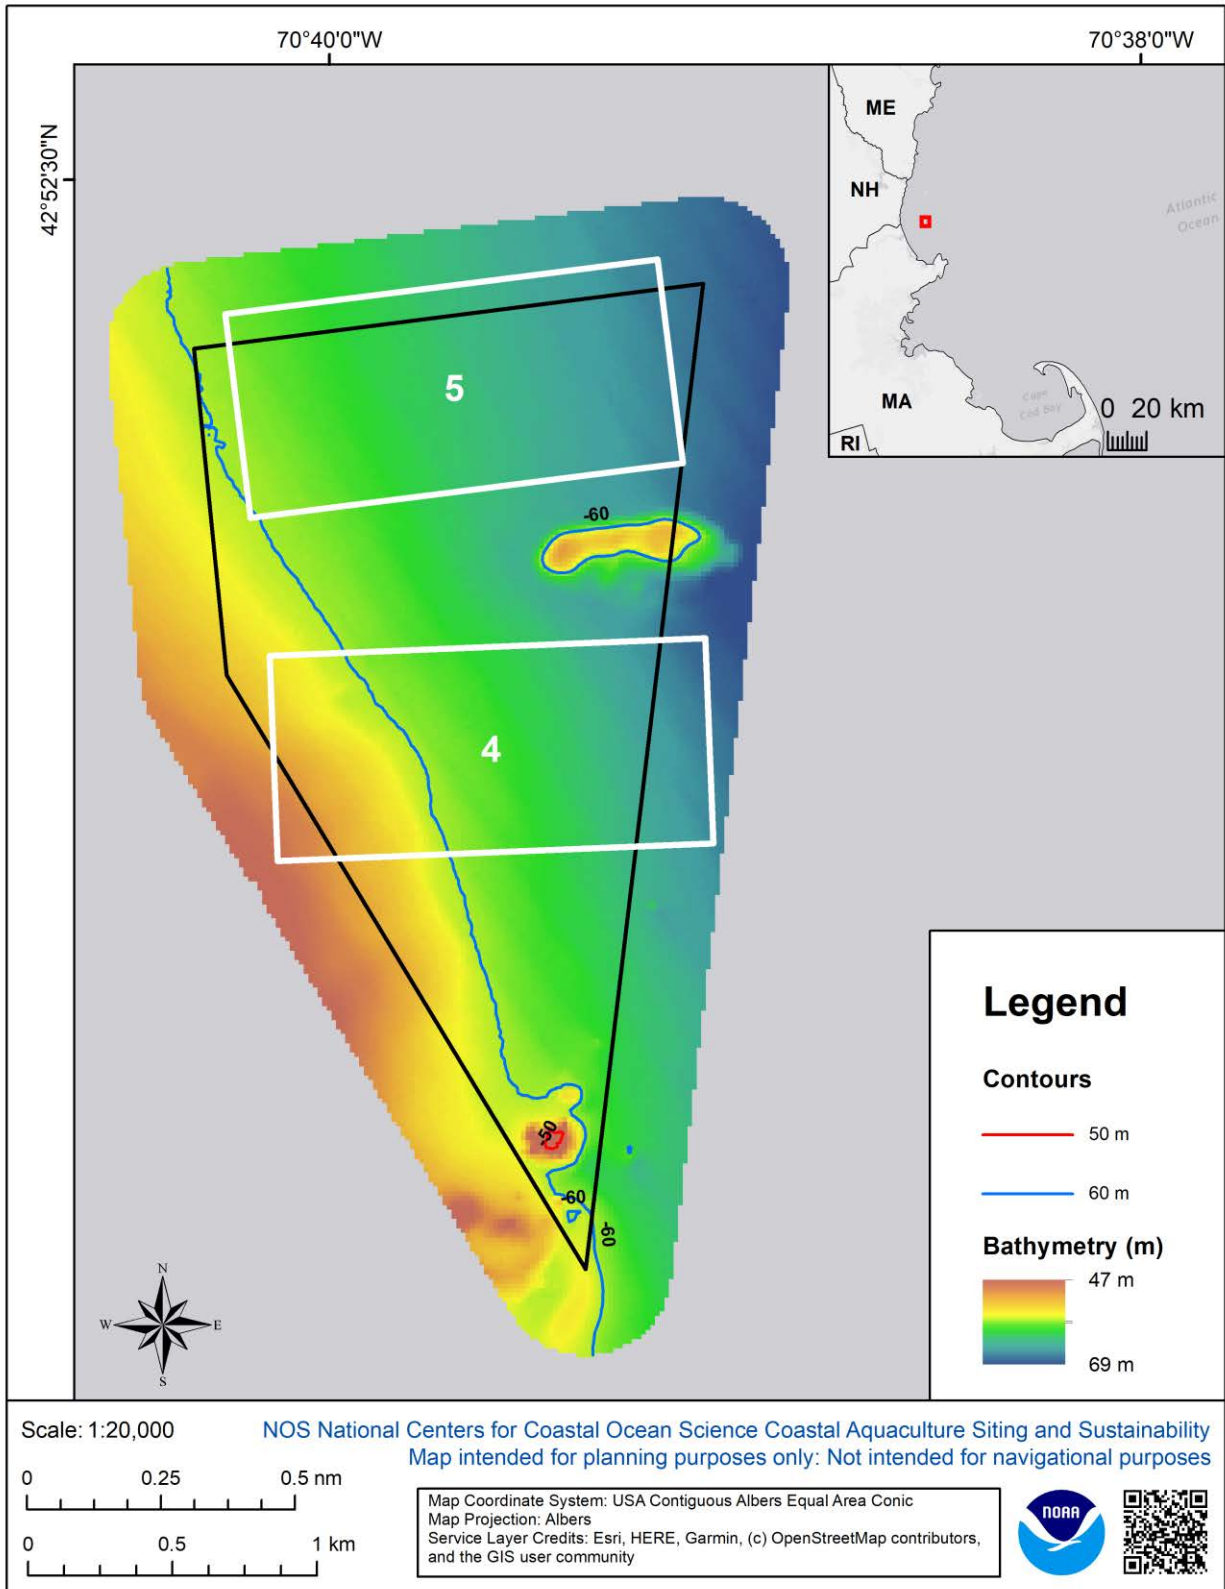 70°40'0"W
70°38'0"W
42°52'30"N
ME
NH
Atlantic
Ocean
MA
Cape
Cod Bay
0 20 km
RI
5
-60
4
-50
-60
-60
N
W
E
S
Legend
Contours
50 m
60 m
Bathymetry (m)
47 m
69 m
Scale: 1:20,000
NOS National Centers for Coastal Ocean Science Coastal Aquaculture Siting and Sustainability
Map intended for planning purposes only: Not intended for navigational purposes
0 0.25 0.5 nm
0 0.5 1 km
Map Coordinate System: USA Contiguous Albers Equal Area Conic
Map Projection: Albers
Service Layer Credits: Esri, HERE, Garmin, (c) OpenStreetMap contributors,
and the GIS user community
NOAA